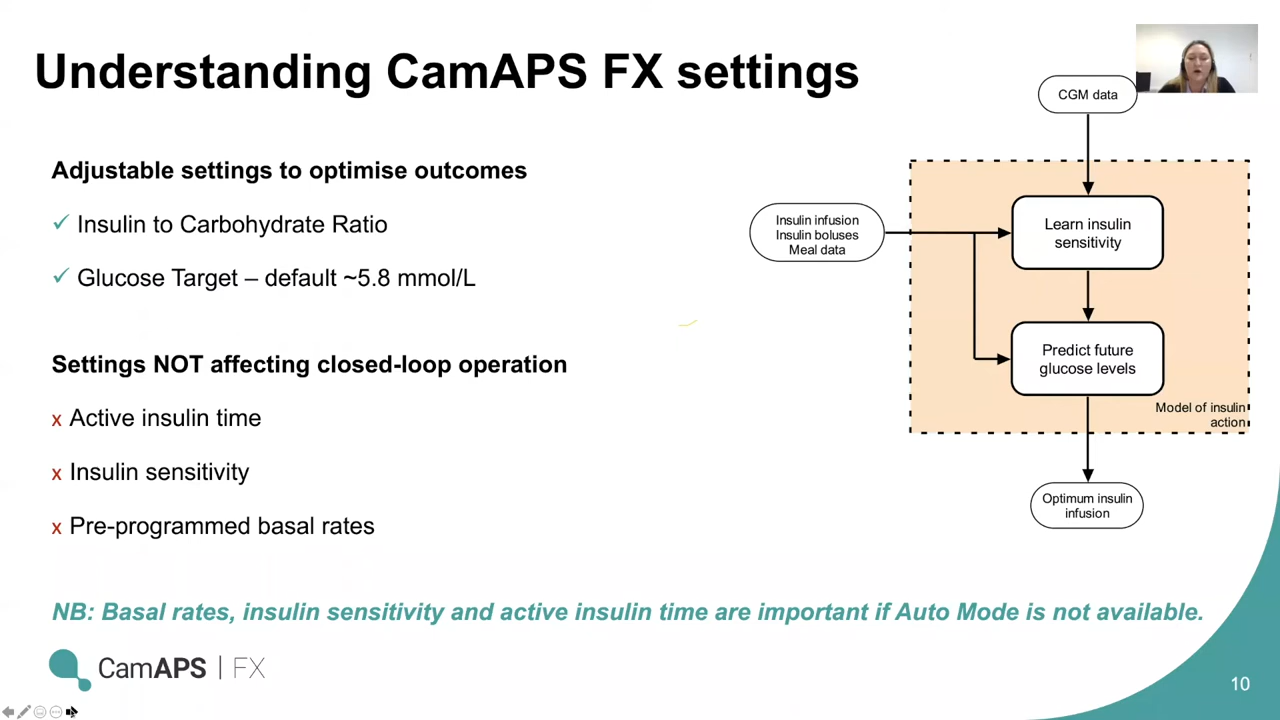 Understanding CamAPS FX settings
Adjustable settings to optimise outcomes
✓ Insulin to Carbohydrate Ratio
✓ Glucose Target – default ~5.8 mmol/L
Settings NOT affecting closed-loop operation
x Active insulin time
x Insulin sensitivity
x Pre-programmed basal rates
CGM data
Insulin infusion
Insulin boluses
Meal data
Learn insulin
sensitivity
Predict future
glucose levels
Model of insulin
action
Optimum insulin
infusion
NB: Basal rates, insulin sensitivity and active insulin time are important if Auto Mode is not available.
CamAPS | FX
10